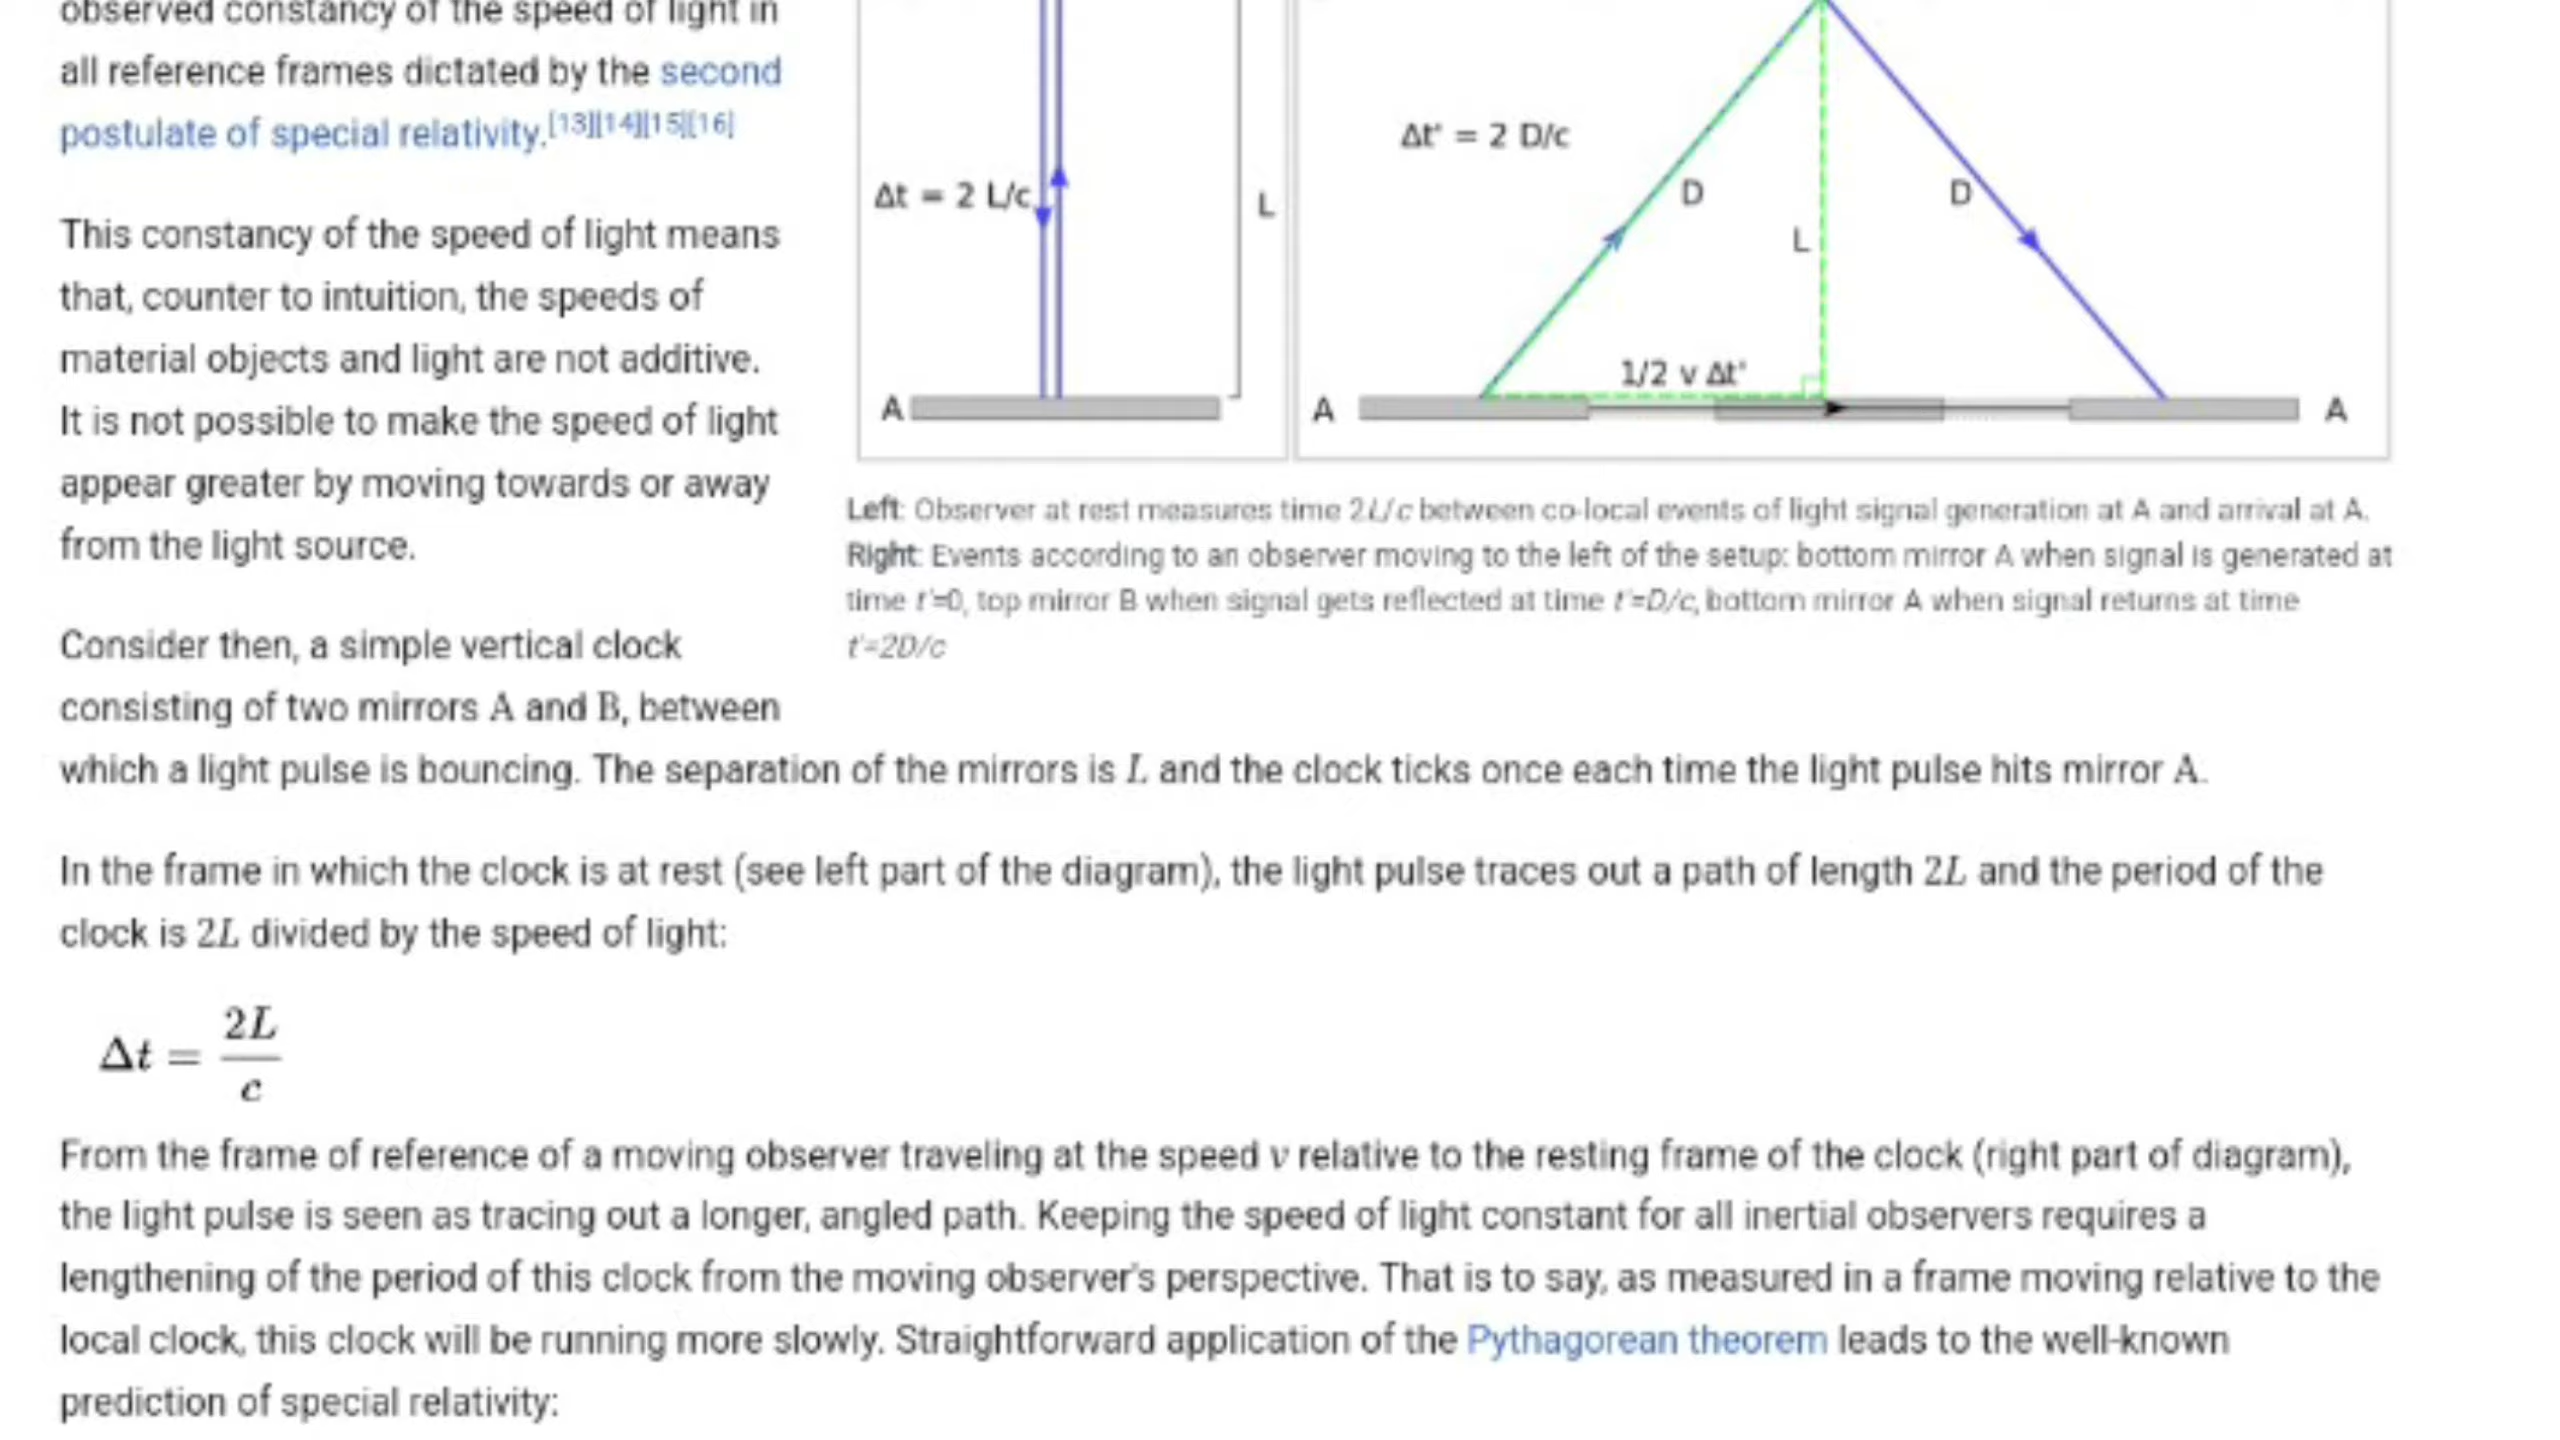 observed constancy of the speed of light in
all reference frames dictated by the second
postulate of special relativity.[13][14][15][16]
This constancy of the speed of light means
that, counter to intuition, the speeds of
material objects and light are not additive.
It is not possible to make the speed of light
appear greater by moving towards or away
from the light source.
Consider then, a simple vertical clock
consisting of two mirrors A and B, between
which a light pulse is bouncing. The separation of the mirrors is L and the clock ticks once each time the light pulse hits mirror A.
Δt = 2 L/c
L
A
Δt' = 2 D/c
D
D
L
1/2 v Δt'
A
A
Left: Observer at rest measures time 2L/c between co-local events of light signal generation at A and arrival at A.
Right: Events according to an observer moving to the left of the setup: bottom mirror A when signal is generated at
time t'=0, top mirror B when signal gets reflected at time t'=D/c, bottom mirror A when signal returns at time
t'=2D/c
In the frame in which the clock is at rest (see left part of the diagram), the light pulse traces out a path of length 2L and the period of the
clock is 2L divided by the speed of light:
Δt = 2L/c
From the frame of reference of a moving observer traveling at the speed v relative to the resting frame of the clock (right part of diagram),
the light pulse is seen as tracing out a longer, angled path. Keeping the speed of light constant for all inertial observers requires a
lengthening of the period of this clock from the moving observer's perspective. That is to say, as measured in a frame moving relative to the
local clock, this clock will be running more slowly. Straightforward application of the Pythagorean theorem leads to the well-known
prediction of special relativity: